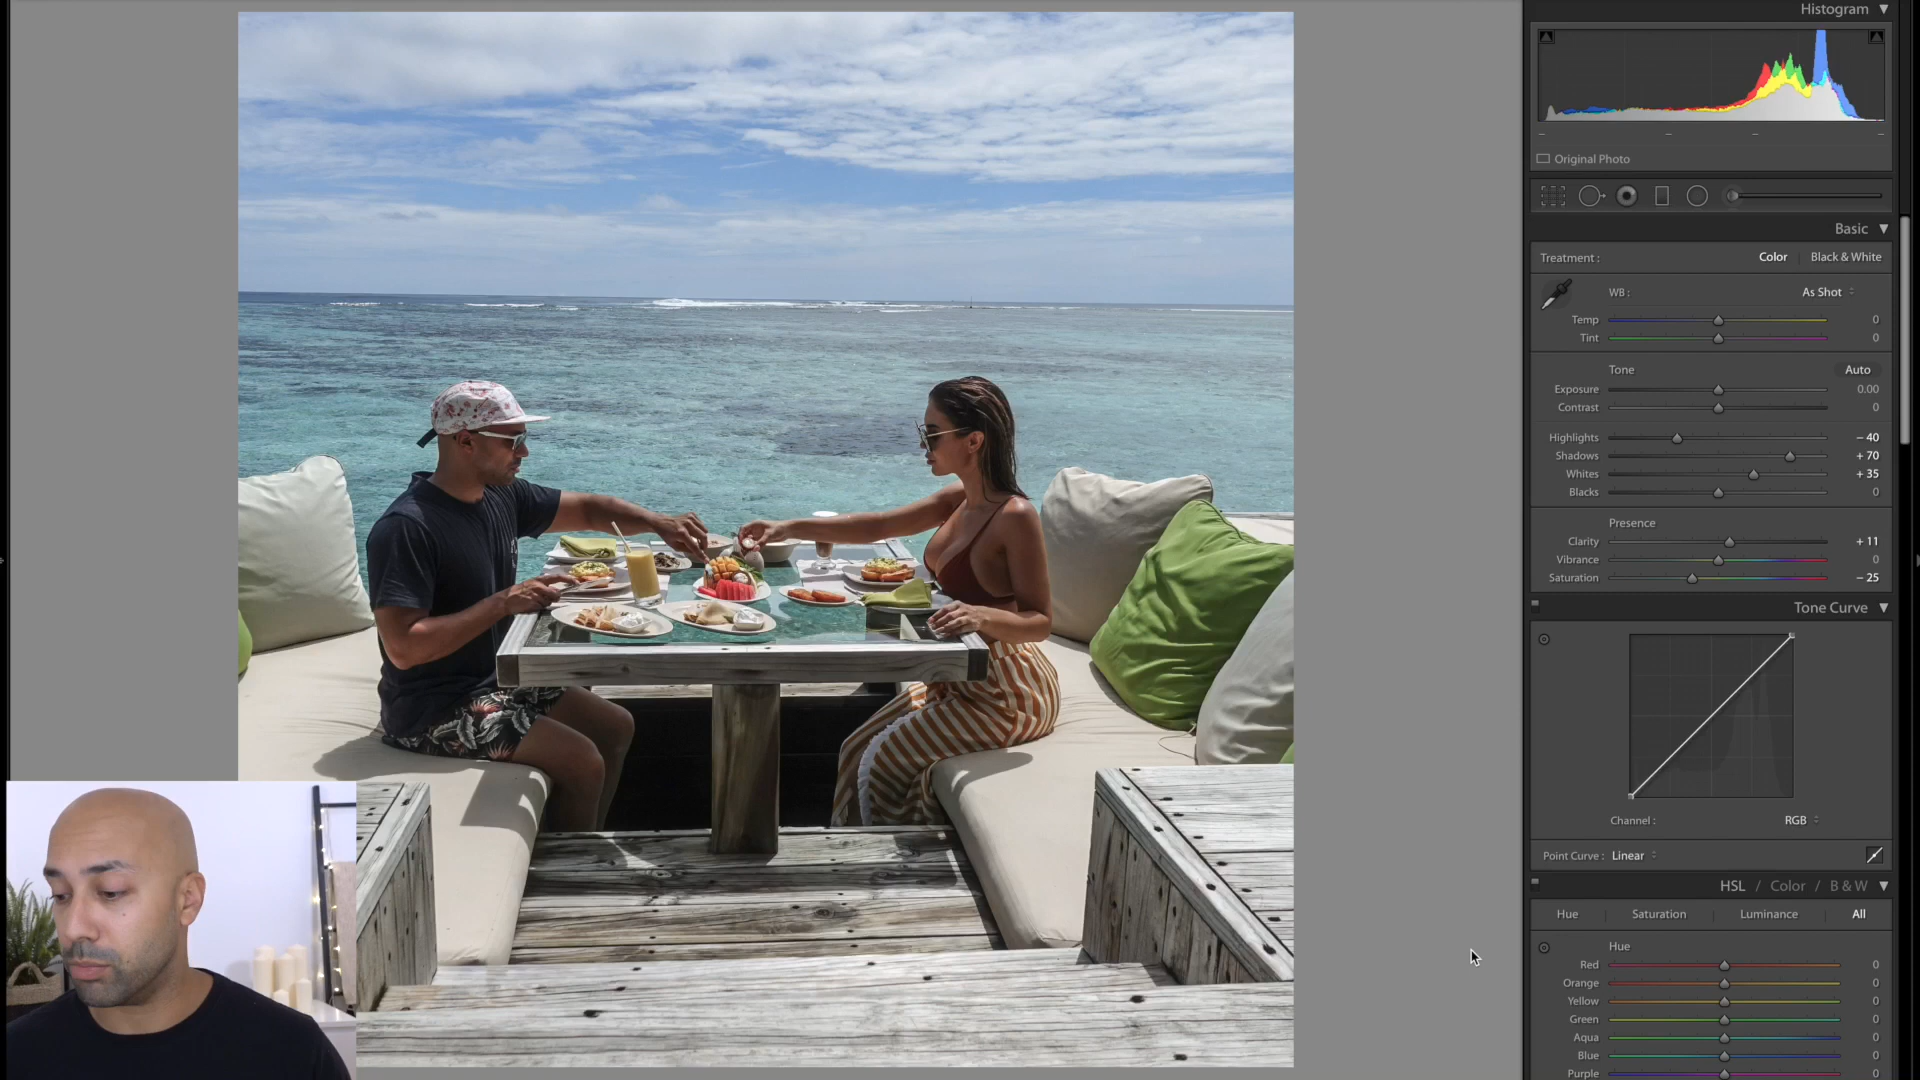 Histogram
Original Photo
Basic
Treatment : Color Black & White
WB : As Shot
Temp 0
Tint 0
Tone Auto
Exposure 0.00
Contrast 0
Highlights – 40
Shadows + 70
Whites + 35
Blacks 0
Presence
Clarity + 11
Vibrance 0
Saturation – 25
Tone Curve
Channel : RGB
Point Curve : Linear
HSL / Color / B & W
Hue Saturation Luminance All
Hue
Red 0
Orange 0
Yellow 0
Green 0
Aqua 0
Blue 0
Purple 0